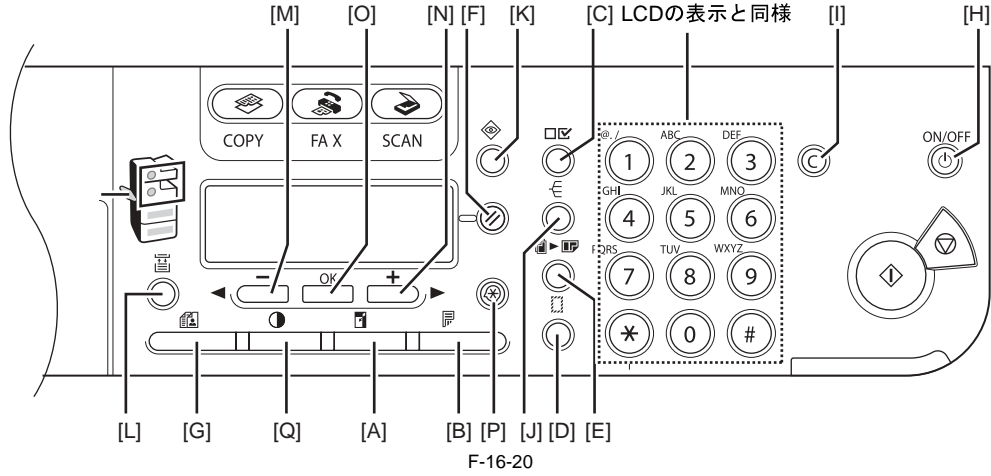 [M] [O] [N] [F] [K] [C] LCDの表示と同様 [I] [H]
COPY FAX SCAN
ON/OFF
@./ ABC DEF
1 2 3 C
GHI JKL MNO
4 5 6
- OK +
PQRS TUV WXYZ
7 8 9
* 0 #
[L] [G] [Q] [A] [B] [P] [J] [D] [E]
F-16-20